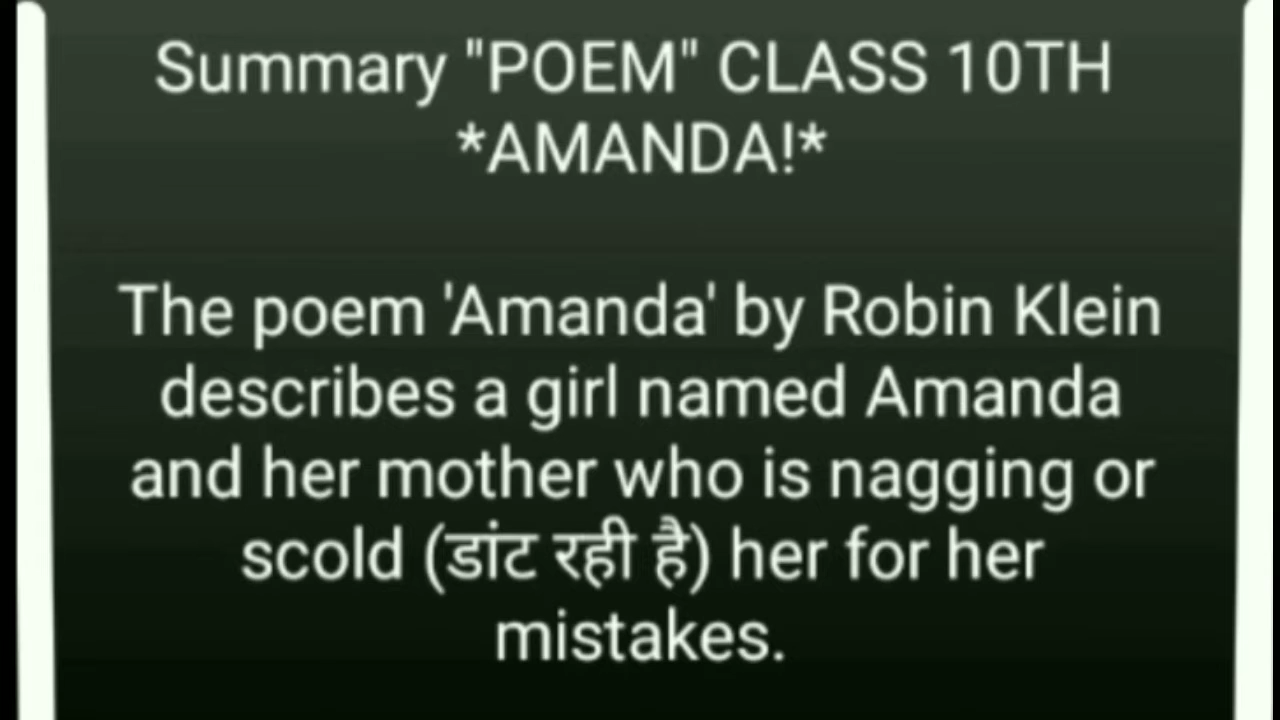 Summary "POEM" CLASS 10TH
*AMANDA!*
The poem 'Amanda' by Robin Klein
describes a girl named Amanda
and her mother who is nagging or
scold (डांट रही है) her for her
mistakes.